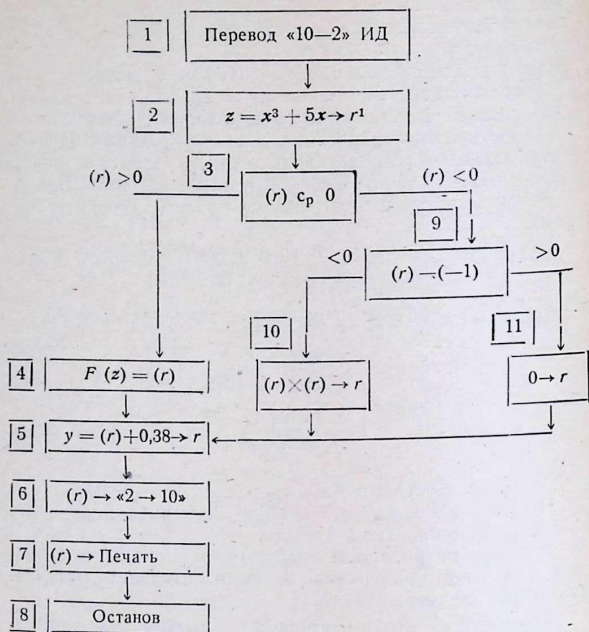 1 Перевод «10—2» ИД
2 z = x³ + 5x → r¹
3
(r) >0 (r) <0
(r) ср 0
9
<0 >0
(r) —(—1)
10 11
4 F (z) = (r) (r)×(r) → r 0→ r
5 y = (r)+0,38→ r
6 (r) → «2 → 10»
7 (r) → Печать
8 Останов